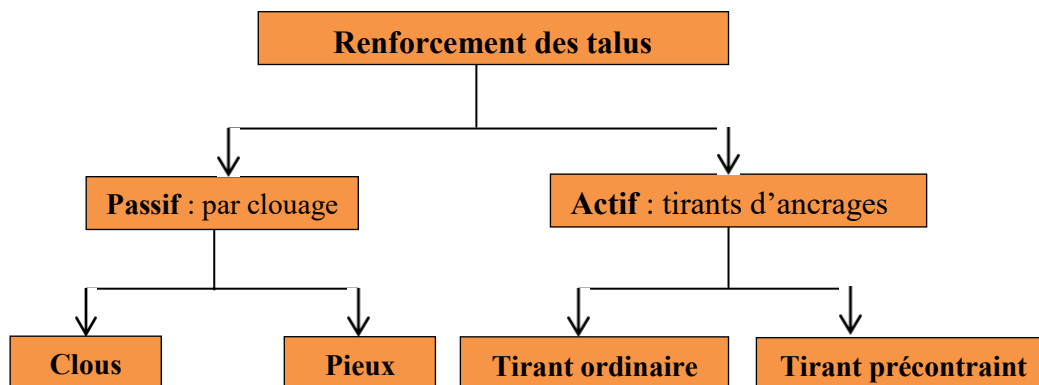 Renforcement des talus
Passif : par clouage
Actif : tirants d’ancrages
Clous
Pieux
Tirant ordinaire
Tirant précontraint